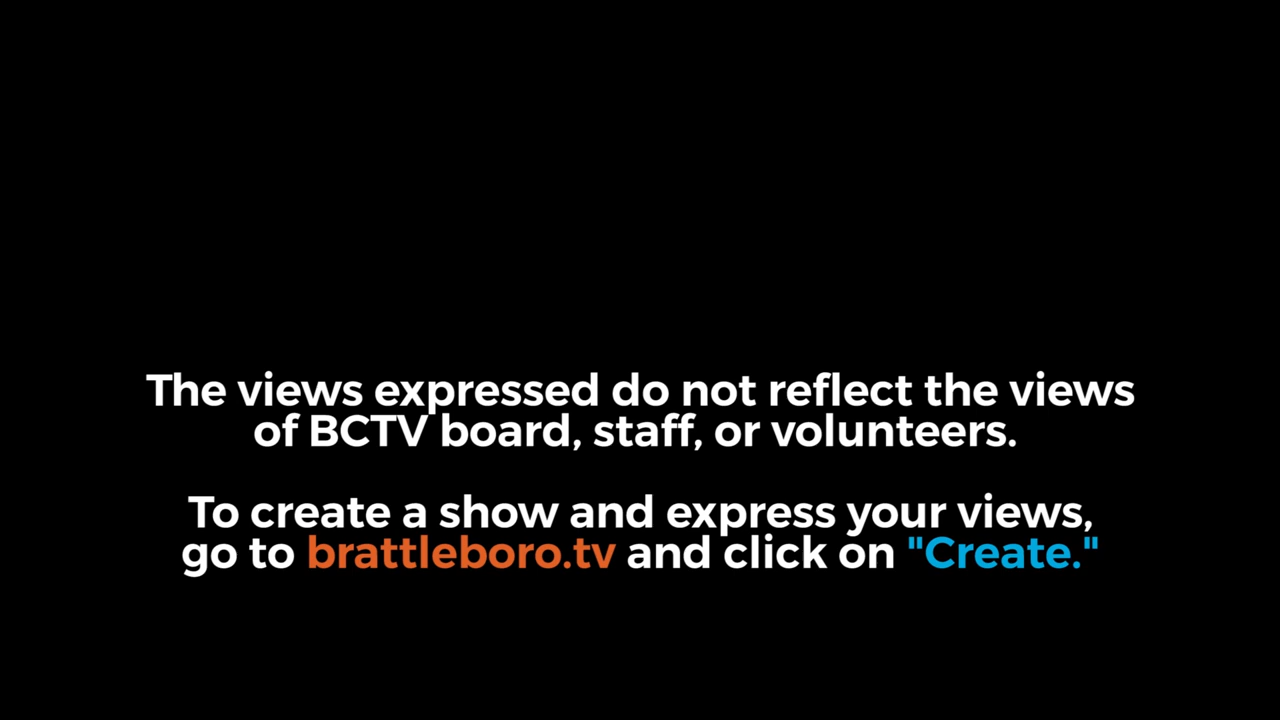 The views expressed do not reflect the views
of BCTV board, staff, or volunteers.
To create a show and express your views,
go to brattleboro.tv and click on "Create."